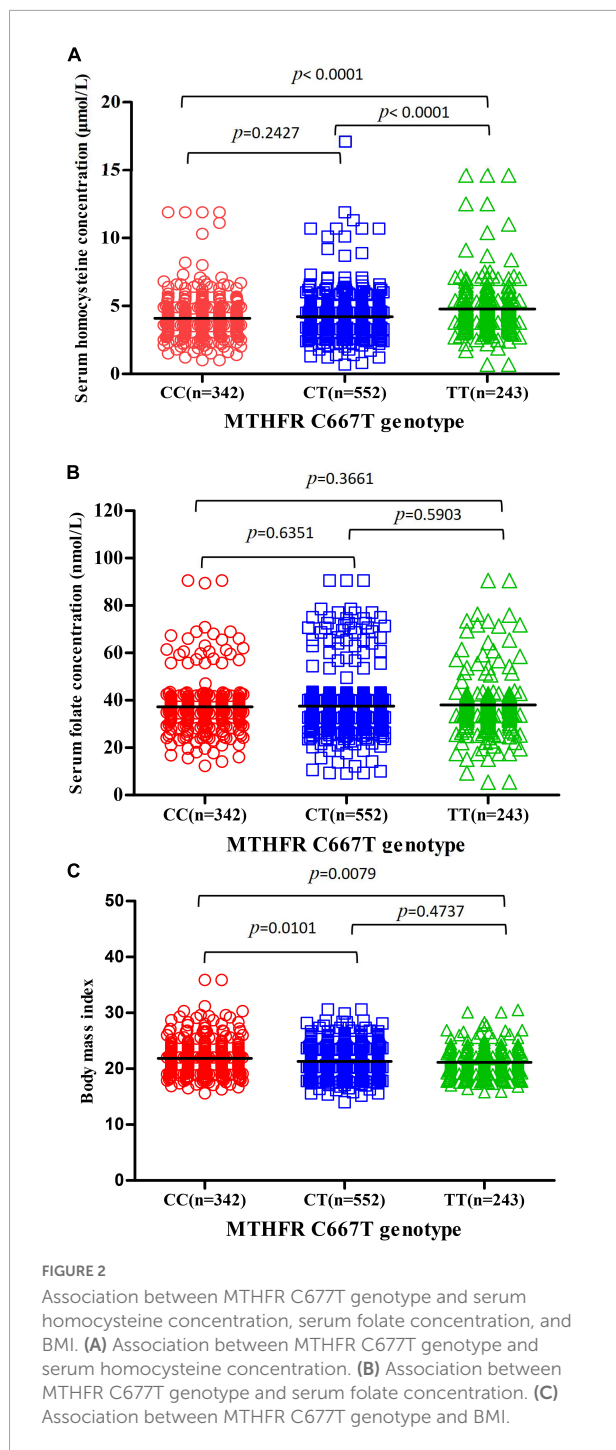 A
p< 0.0001
p=0.2427
p< 0.0001
Serum homocysteine concentration (μmol/L)
20
15
10
5
0
CC(n=342) CT(n=552) TT(n=243)
MTHFR C667T genotype
B
p=0.3661
p=0.6351
p=0.5903
Serum folate concentration (nmol/L)
120
100
80
60
40
20
0
CC(n=342) CT(n=552) TT(n=243)
MTHFR C667T genotype
C
p=0.0079
p=0.0101
p=0.4737
Body mass index
50
40
30
20
10
0
CC(n=342) CT(n=552) TT(n=243)
MTHFR C667T genotype
FIGURE 2
Association between MTHFR C677T genotype and serum
homocysteine concentration, serum folate concentration, and
BMI. (A) Association between MTHFR C677T genotype and
serum homocysteine concentration. (B) Association between
MTHFR C677T genotype and serum folate concentration. (C)
Association between MTHFR C677T genotype and BMI.